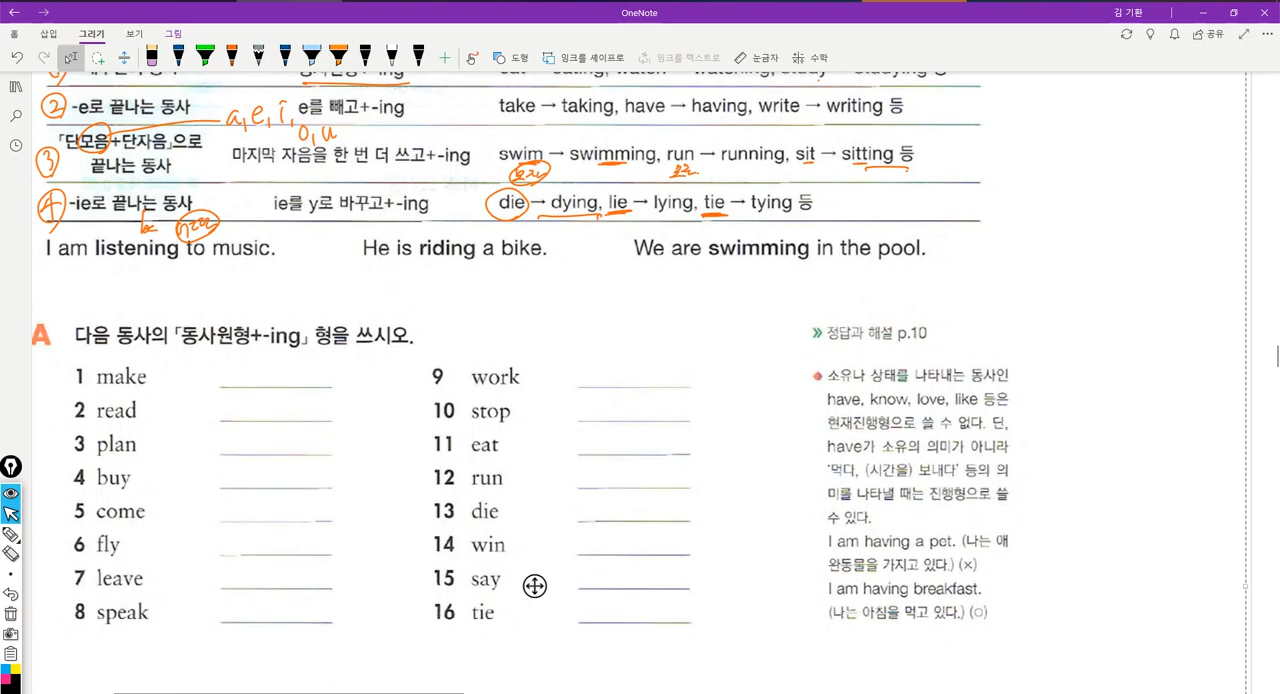 OneNote
김 기환
홈 삽입 그리기 보기 그림
공유
도형 잉크를 셰이프로 잉크를 텍스트로 눈금자 수학
② -e로 끝나는 동사 e를 빼고+-ing take → taking, have → having, write → writing 등
a, e, i,
o, u
「단모음+단자음」으로
③ 끝나는 동사 마지막 자음을 한 번 더 쓰고+-ing swim → swimming, run → running, sit → sitting 등
④ -ie로 끝나는 동사 ie를 y로 바꾸고+-ing die → dying, lie → lying, tie → tying 등
I am listening to music. He is riding a bike. We are swimming in the pool.
A 다음 동사의 「동사원형+-ing」 형을 쓰시오.
1 make
2 read
3 plan
4 buy
5 come
6 fly
7 leave
8 speak
9 work
10 stop
11 eat
12 run
13 die
14 win
15 say
16 tie
정답과 해설 p.10
소유나 상태를 나타내는 동사인
have, know, love, like 등은
현재진행형으로 쓸 수 없다. 단,
have가 소유의 의미가 아니라
'먹다, (시간을) 보내다' 등의 의
미를 나타낼 때는 진행형으로 쓸
수 있다.
I am having a pet. (나는 애
완동물을 가지고 있다.) (×)
I am having breakfast.
(나는 아침을 먹고 있다.) (○)